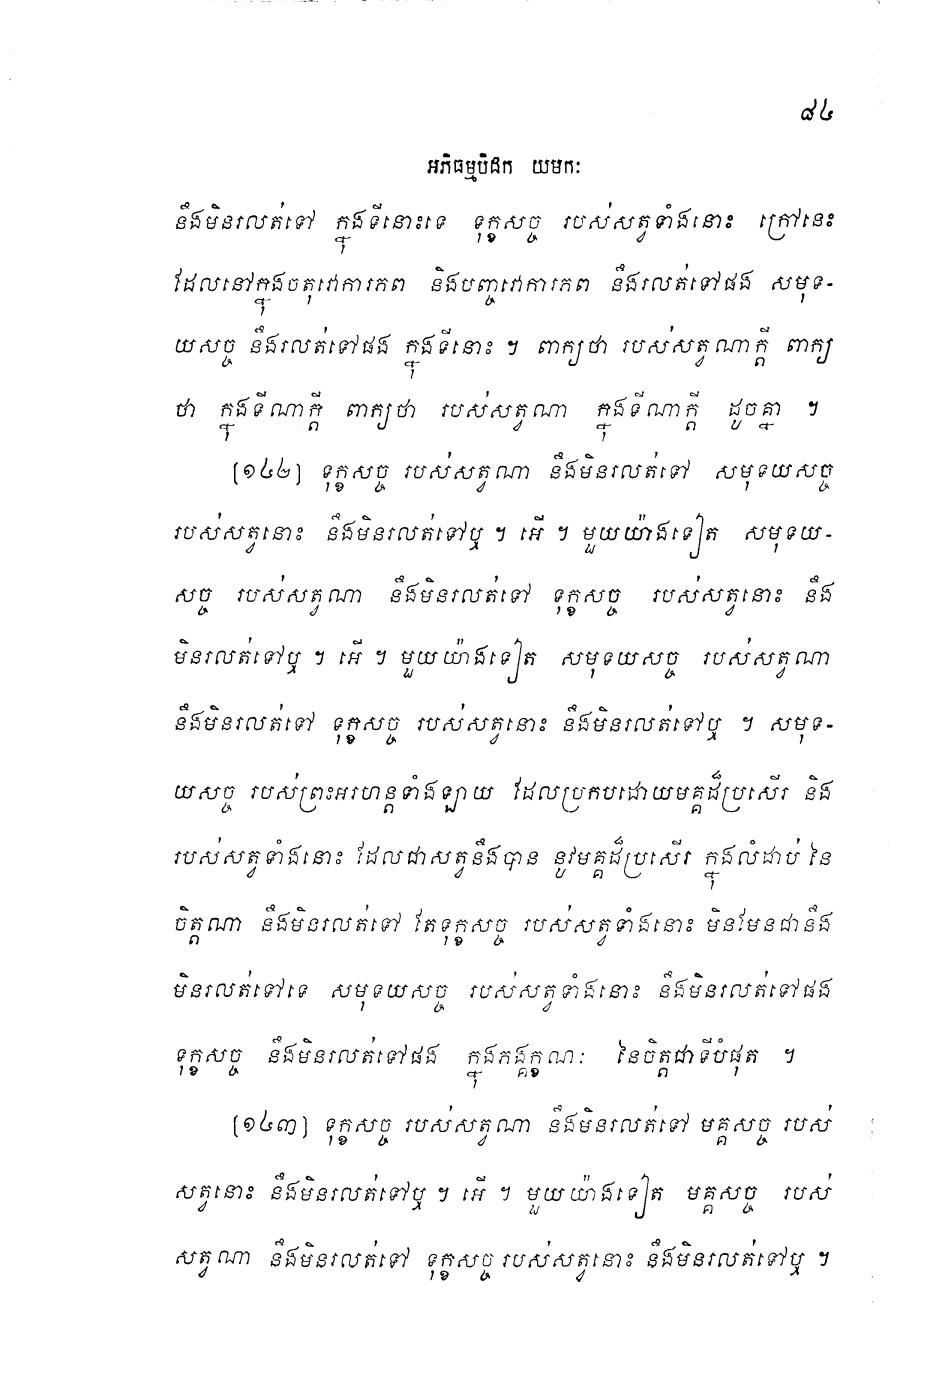 ៨៤
អភិធម្មបិដក យមកៈ
នឹងមិនរលត់ទៅ ក្នុងទីនោះទេ ទុក្ខសច្ច របស់សត្វទាំងនោះ ក្រៅនេះ
ដែលនៅក្នុងចតុវោការភព និងបញ្ចវោការភព នឹងរលត់ទៅផង សមុទ-
យសច្ច នឹងរលត់ទៅផង ក្នុងទីនោះ ។ ពាក្យថា របស់សត្វណាក្តី ពាក្យ
ថា ក្នុងទីណាក្តី ពាក្យថា របស់សត្វណា ក្នុងទីណាក្តី ដូចគ្នា ។
(១៤២) ទុក្ខសច្ច របស់សត្វណា នឹងមិនរលត់ទៅ សមុទយសច្ច
របស់សត្វនោះ នឹងមិនរលត់ទៅឬ ។ អើ ។ មួយយ៉ាងទៀត សមុទយ-
សច្ច របស់សត្វណា នឹងមិនរលត់ទៅ ទុក្ខសច្ច របស់សត្វនោះ នឹង
មិនរលត់ទៅឬ ។ អើ ។ មួយយ៉ាងទៀត សមុទយសច្ច របស់សត្វណា
នឹងមិនរលត់ទៅ ទុក្ខសច្ច របស់សត្វនោះ នឹងមិនរលត់ទៅឬ ។ សមុទ-
យសច្ច របស់ព្រះអរហន្តទាំងឡាយ ដែលប្រកបដោយមគ្គដ៏ប្រសើរ និង
របស់សត្វទាំងនោះ ដែលជាសត្វនឹងបាន នូវមគ្គដ៏ប្រសើរ ក្នុងលំដាប់ នៃ
ចិត្តណា នឹងមិនរលត់ទៅ តែទុក្ខសច្ច របស់សត្វទាំងនោះ មិនមែនជានឹង
មិនរលត់ទៅទេ សមុទយសច្ច របស់សត្វទាំងនោះ នឹងមិនរលត់ទៅផង
ទុក្ខសច្ច នឹងមិនរលត់ទៅផង ក្នុងភង្គក្ខណៈ នៃចិត្តជាទីបំផុត ។
(១៤៣) ទុក្ខសច្ច របស់សត្វណា នឹងមិនរលត់ទៅ មគ្គសច្ច របស់
សត្វនោះ នឹងមិនរលត់ទៅឬ ។ អើ ។ មួយយ៉ាងទៀត មគ្គសច្ច របស់
សត្វណា នឹងមិនរលត់ទៅ ទុក្ខសច្ច របស់សត្វនោះ នឹងមិនរលត់ទៅឬ ។